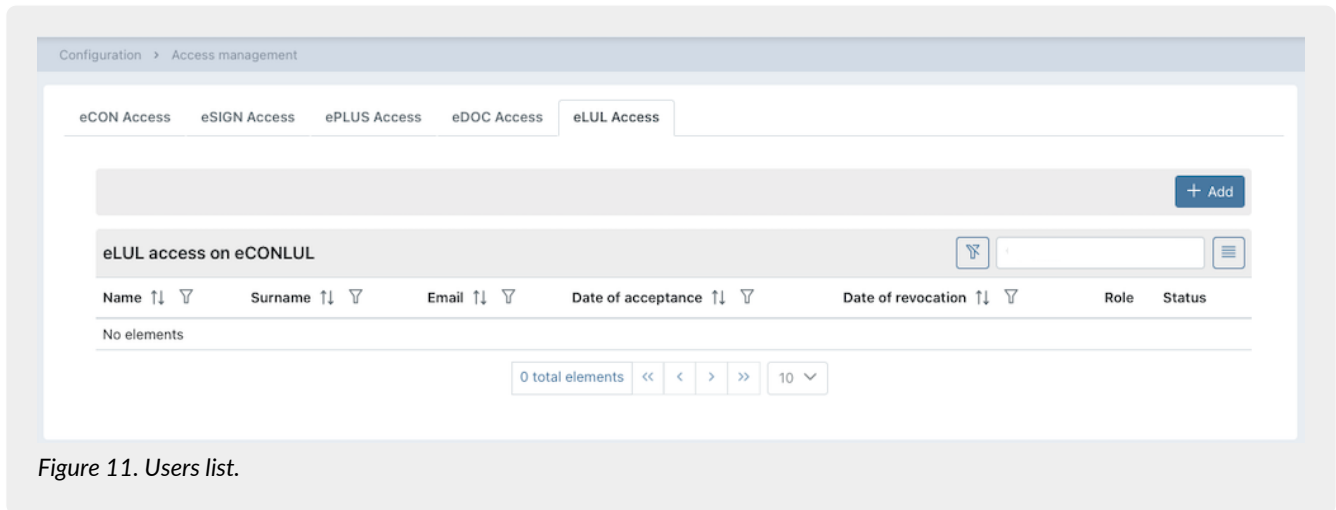 Configuration > Access management
eCON Access eSIGN Access ePLUS Access eDOC Access eLUL Access
+ Add
eLUL access on eCONLUL
Name Surname Email Date of acceptance Date of revocation Role Status
No elements
0 total elements « < > » 10
Figure 11. Users list.